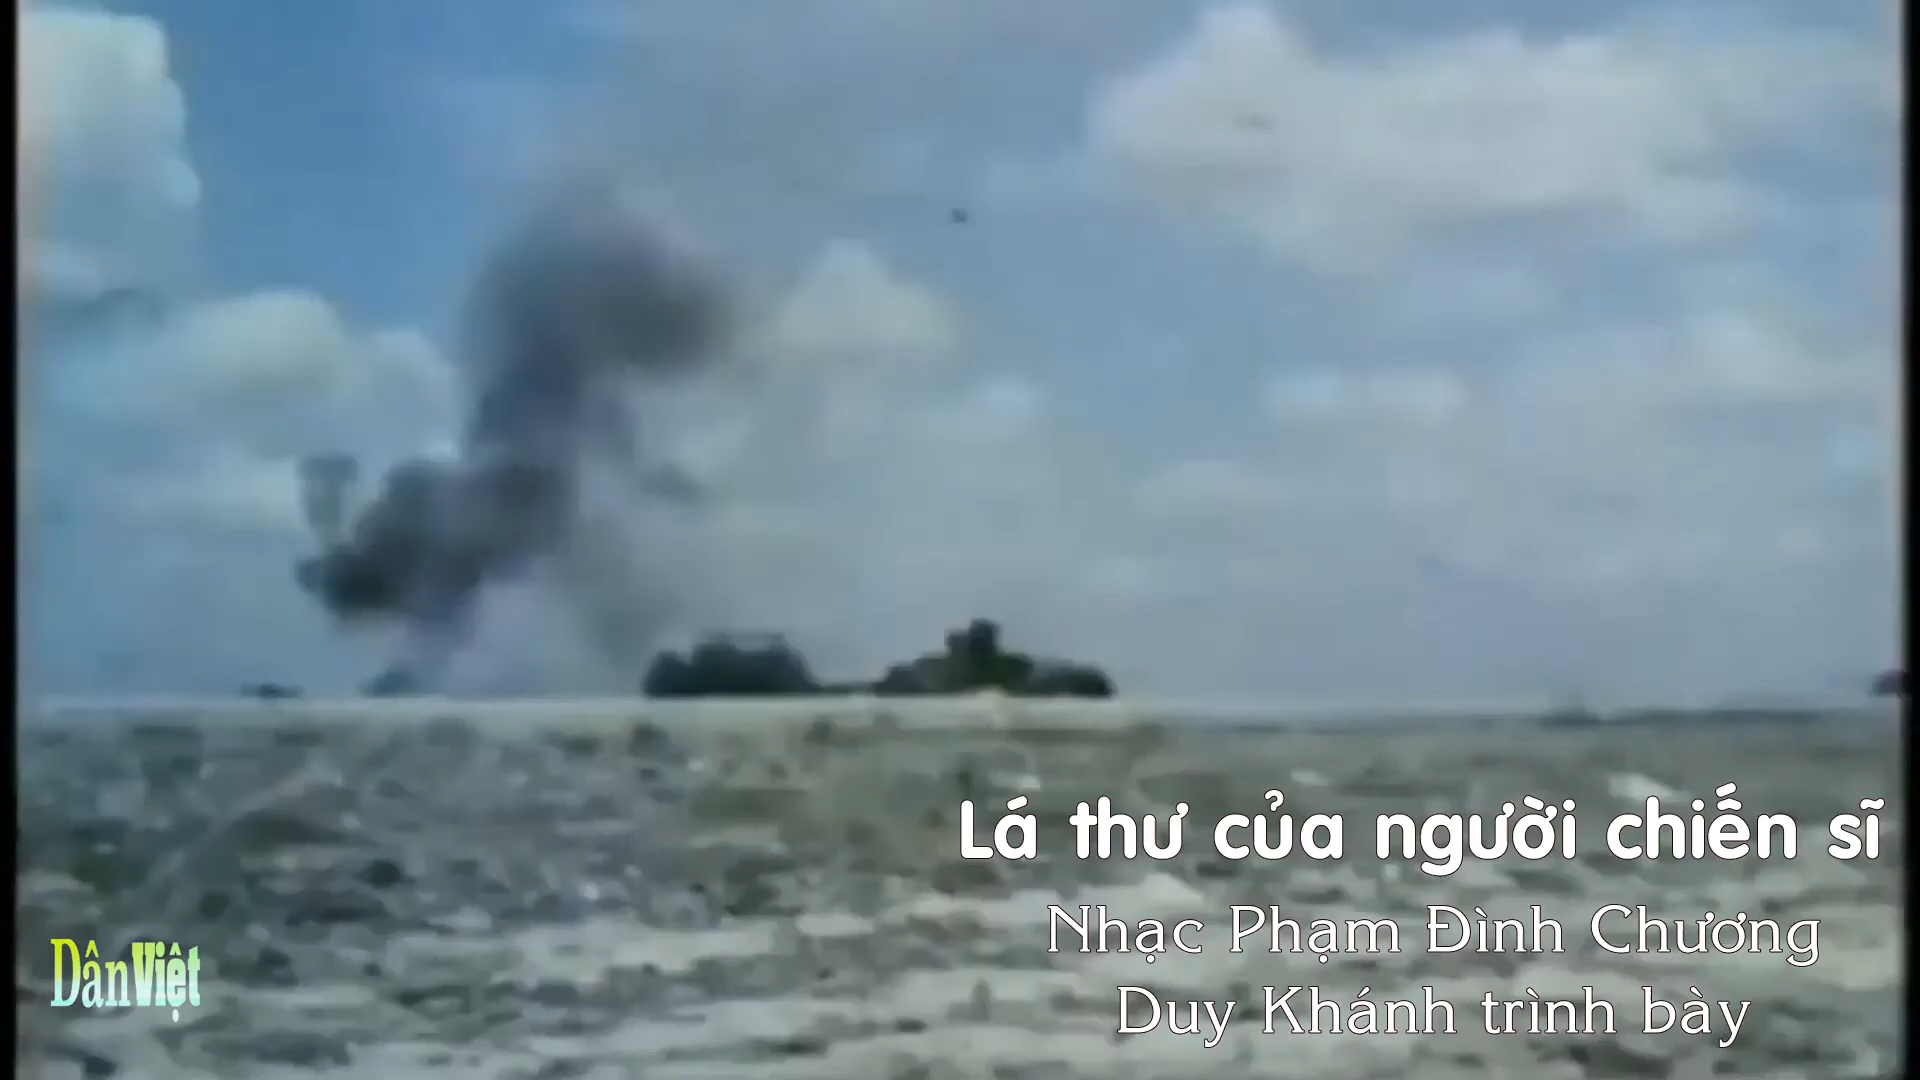 Lá thư của người chiến sĩ
Nhạc Phạm Đình Chương
Duy Khánh trình bày
DânViệt